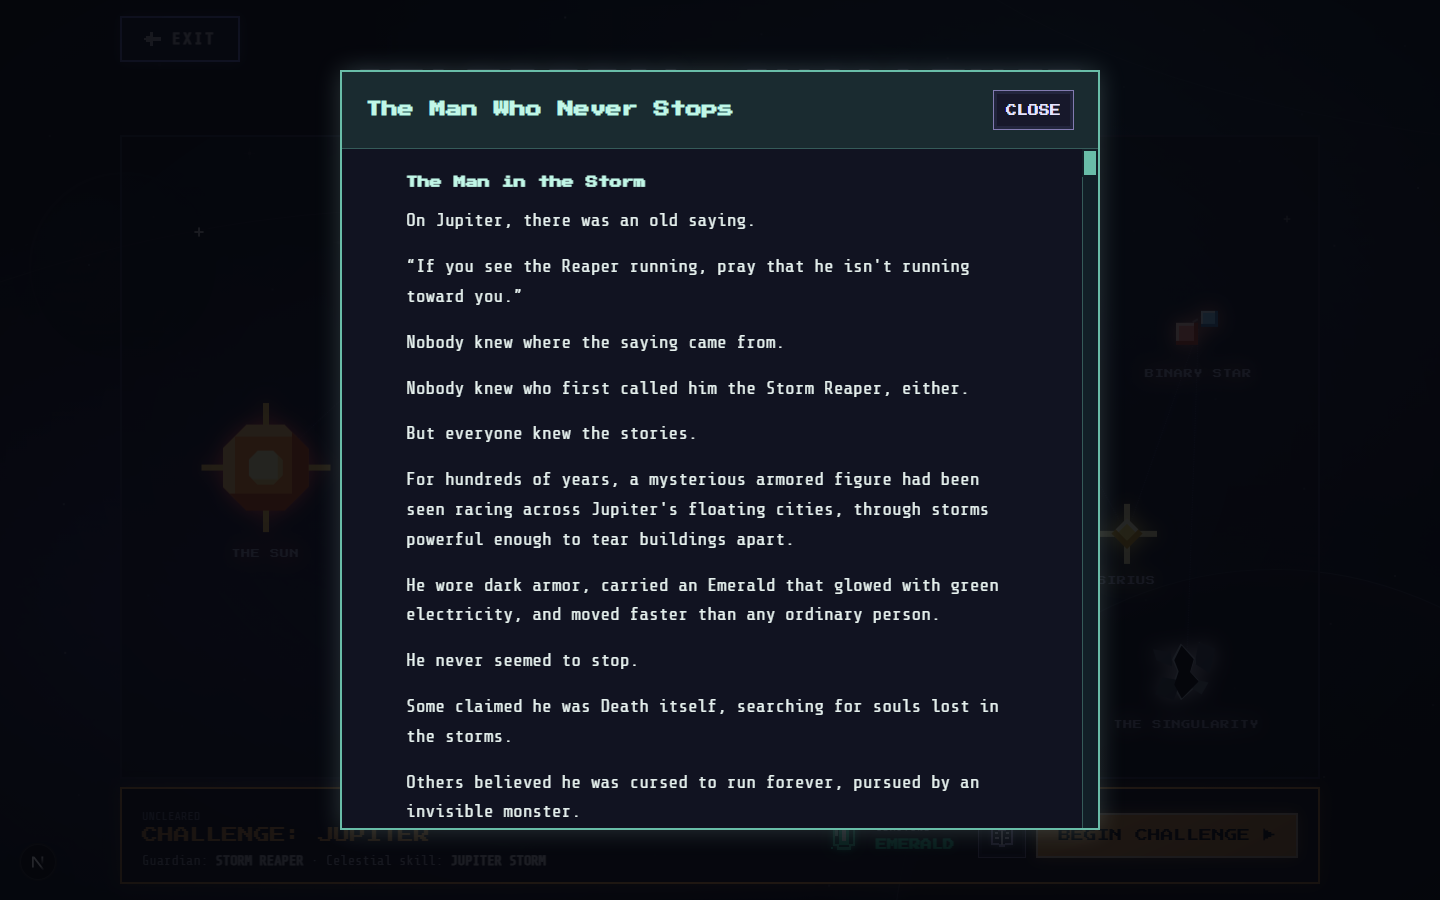 EXIT
The Man Who Never Stops
CLOSE
The Man in the Storm
On Jupiter, there was an old saying.
“If you see the Reaper running, pray that he isn't running
toward you.”
Nobody knew where the saying came from.
Nobody knew who first called him the Storm Reaper, either.
But everyone knew the stories.
For hundreds of years, a mysterious armored figure had been
seen racing across Jupiter's floating cities, through storms
powerful enough to tear buildings apart.
He wore dark armor, carried an Emerald that glowed with green
electricity, and moved faster than any ordinary person.
He never seemed to stop.
Some claimed he was Death itself, searching for souls lost in
the storms.
Others believed he was cursed to run forever, pursued by an
invisible monster.
THE SUN
BINARY STAR
SIRIUS
THE SINGULARITY
UNCLEARED
CHALLENGE: JUPITER
Guardian: STORM REAPER · Celestial skill: JUPITER STORM
EMERALD
BEGIN CHALLENGE
N